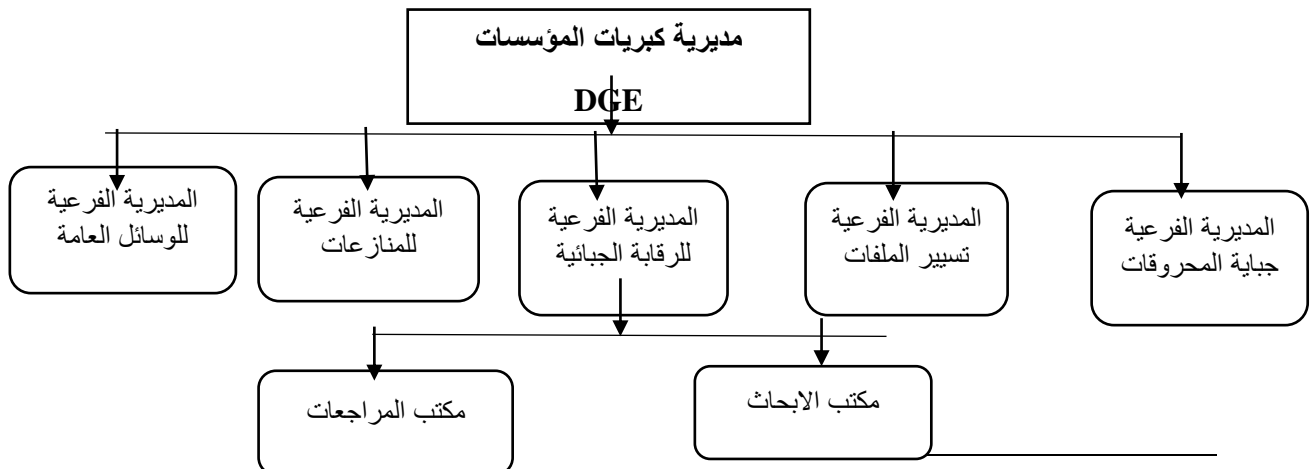 مديرية كبريات المؤسسات
DGE
المديرية الفرعية
جباية المحروقات
المديرية الفرعية
تسيير الملفات
المديرية الفرعية
للرقابة الجبائية
المديرية الفرعية
للمنازعات
المديرية الفرعية
للوسائل العامة
مكتب الابحاث
مكتب المراجعات